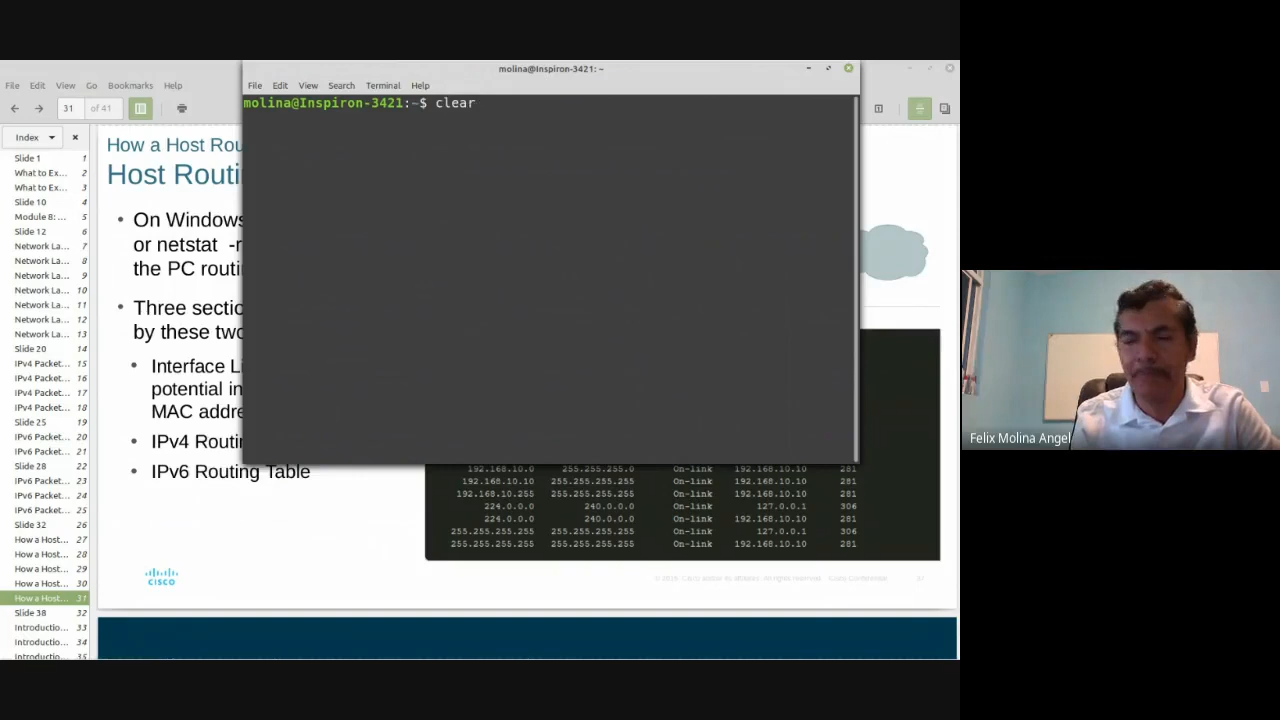 molina@Inspiron-3421: ~
File Edit View Search Terminal Help
molina@Inspiron-3421:~$ clear
File Edit View Go Bookmarks Help
31 of 41
Index
Slide 1 1
What to Ex... 2
What to Ex... 3
Slide 10 4
Module 8: ... 5
Slide 12 6
Network La... 7
Network La... 8
Network La... 9
Network La... 10
Network La... 11
Network La... 12
Network La... 13
Slide 20 14
IPv4 Packet... 15
IPv4 Packet... 16
IPv4 Packet... 17
IPv4 Packet... 18
Slide 25 19
IPv6 Packet... 20
IPv6 Packet... 21
Slide 28 22
IPv6 Packet... 23
IPv6 Packet... 24
IPv6 Packet... 25
Slide 32 26
How a Host... 27
How a Host... 28
How a Host... 29
How a Host... 30
How a Host... 31
Slide 38 32
Introductio... 33
Introductio... 34
Introductio... 35
How a Host Rou
Host Routi
• On Windows
or netstat -r
the PC routi
• Three sectio
by these two
• Interface Li
potential in
MAC addre
• IPv4 Routin
• IPv6 Routing Table
192.168.10.0 255.255.255.0 On-link 192.168.10.10 281
192.168.10.10 255.255.255.255 On-link 192.168.10.10 281
192.168.10.255 255.255.255.255 On-link 192.168.10.10 281
224.0.0.0 240.0.0.0 On-link 127.0.0.1 306
224.0.0.0 240.0.0.0 On-link 192.168.10.10 281
255.255.255.255 255.255.255.255 On-link 127.0.0.1 306
255.255.255.255 255.255.255.255 On-link 192.168.10.10 281
CISCO
Felix Molina Angel